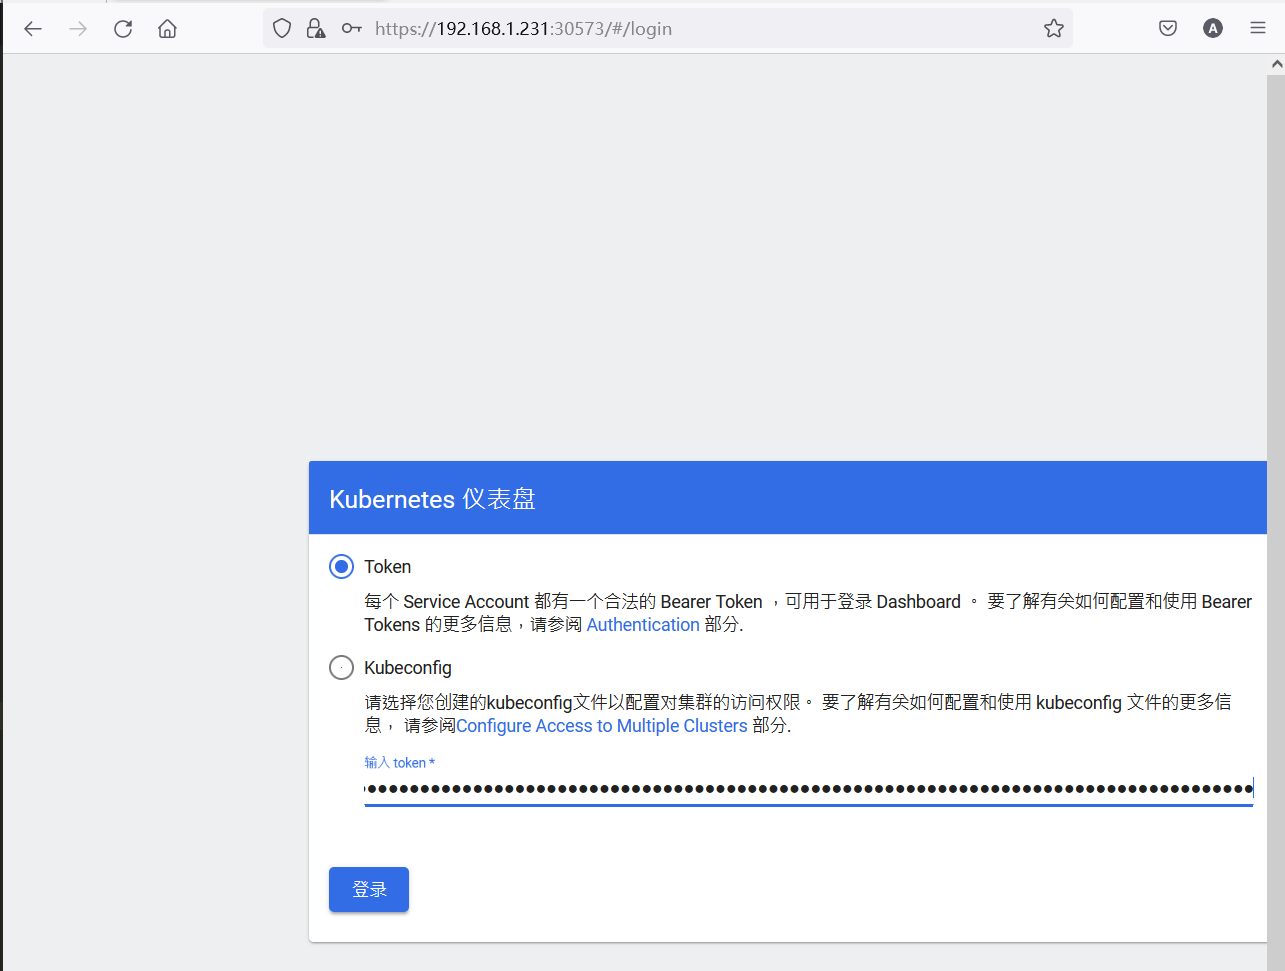 https://192.168.1.231:30573/#/login
A
Kubernetes 仪表盘
Token
每个 Service Account 都有一个合法的 Bearer Token ，可用于登录 Dashboard 。 要了解有关如何配置和使用 Bearer
Tokens 的更多信息，请参阅 Authentication 部分.
Kubeconfig
请选择您创建的kubeconfig文件以配置对集群的访问权限。 要了解有关如何配置和使用 kubeconfig 文件的更多信
息， 请参阅Configure Access to Multiple Clusters 部分.
输入 token *
登录